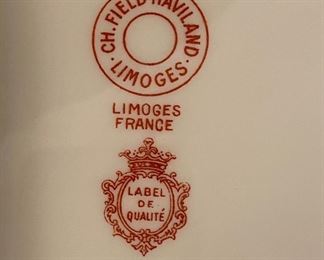 CH. FIELD HAVILAND.
LIMOGES.
LIMOGES
FRANCE
LABEL
DE
QUALITÉ